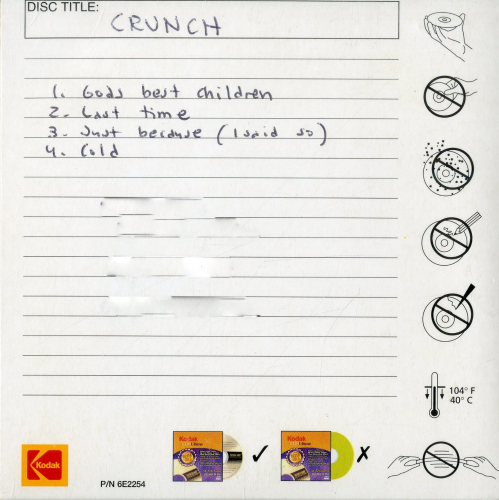 DISC TITLE:
CRUNCH
1. Gods best children
2. Last time
3. Just because (I said so)
4. Cold
104° F
40° C
Kodak
Kodak
Kodak
P/N 6E2254